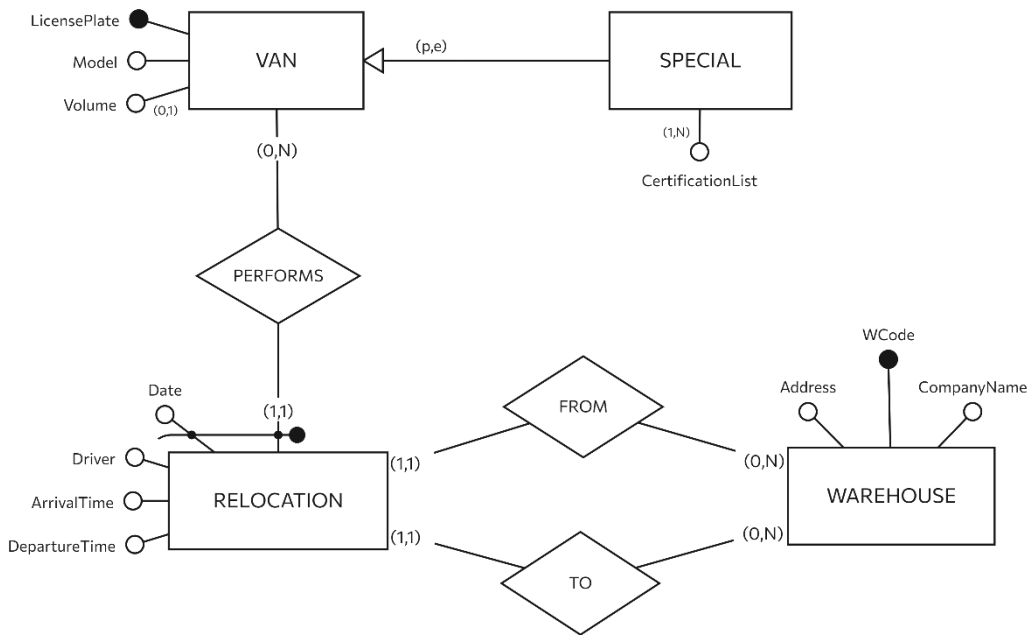 LicensePlate
VAN
(p,e)
SPECIAL
Model
Volume
(0,1)
(1,N)
(0,N)
CertificationList
PERFORMS
WCode
Date
Address
CompanyName
(1,1)
FROM
Driver
(1,1)
(0,N)
ArrivalTime
RELOCATION
WAREHOUSE
DepartureTime
(1,1)
(0,N)
TO